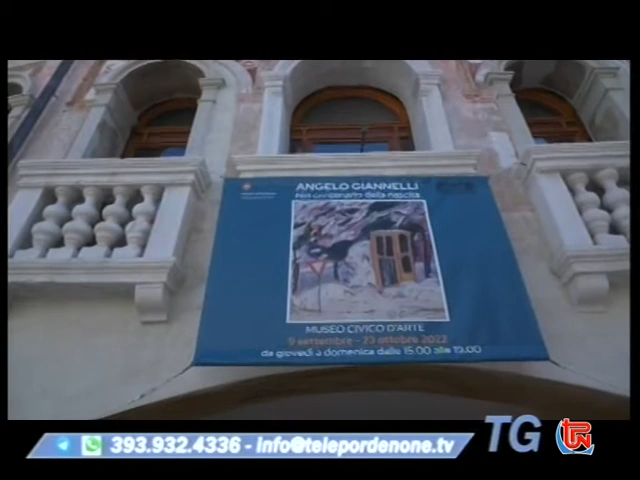 ANGELO GIANNELLI
nel centenario della nascita
MUSEO CIVICO D'ARTE
9 settembre - 23 ottobre 2022
da giovedì a domenica dalle 15.00 alle 19.00
393.932.4336 - info@telepordenone.tv
TG